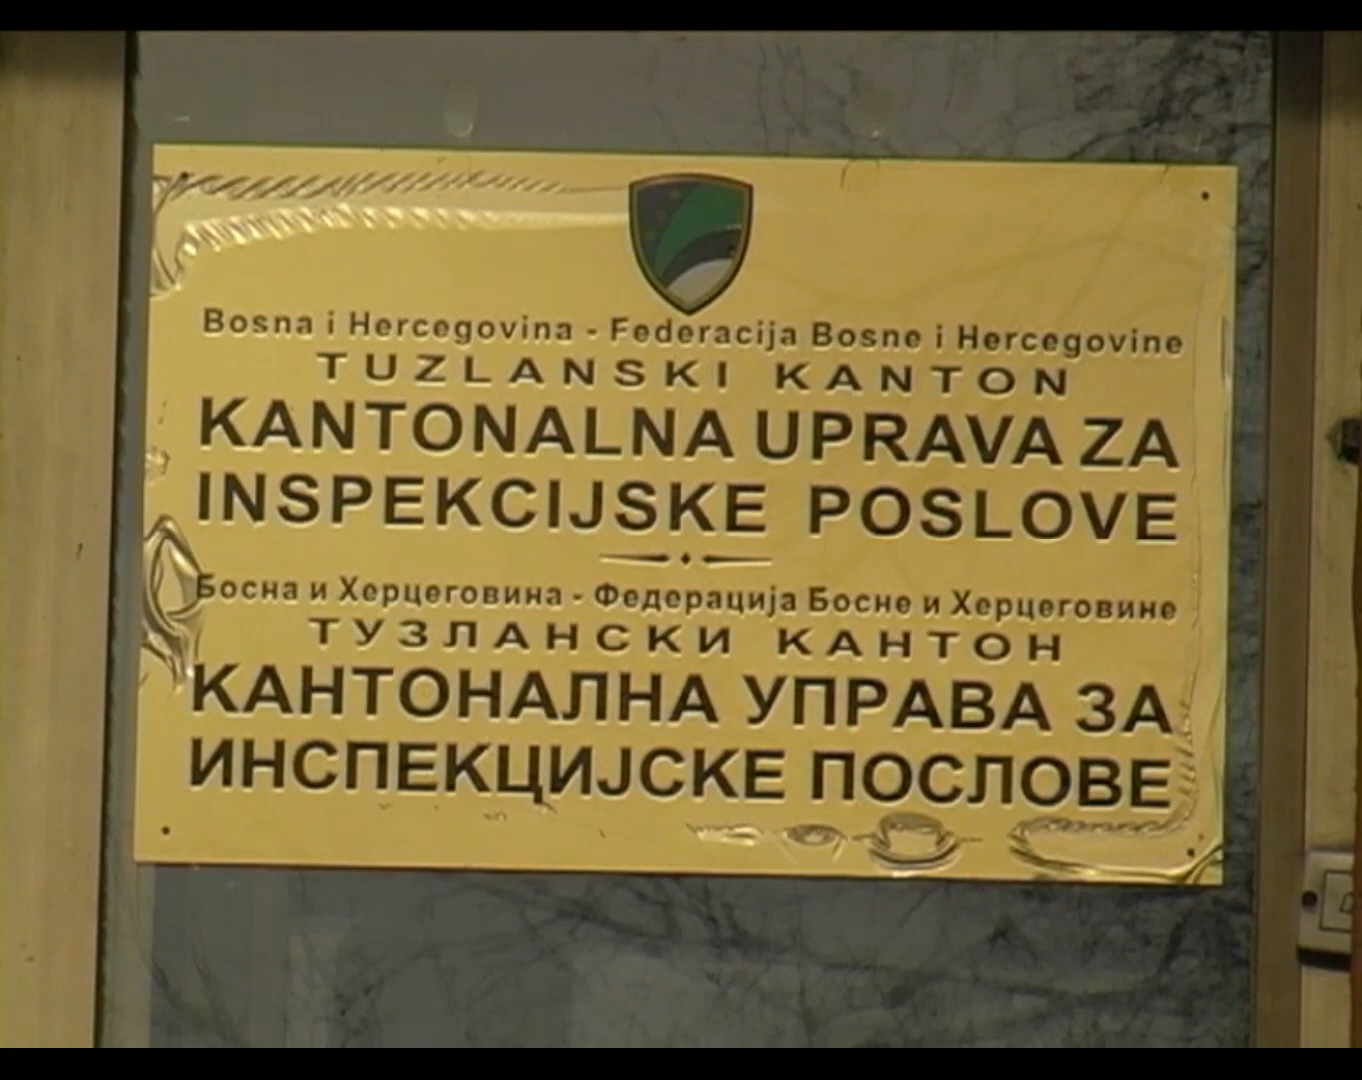 Bosna i Hercegovina - Federacija Bosne i Hercegovine
TUZLANSKI KANTON
KANTONALNA UPRAVA ZA
INSPEKCIJSKE POSLOVE
Босна и Херцеговина - Федерација Босне и Херцеговине
ТУЗЛАНСКИ КАНТОН
КАНТОНАЛНА УПРАВА ЗА
ИНСПЕКЦИЈСКЕ ПОСЛОВЕ